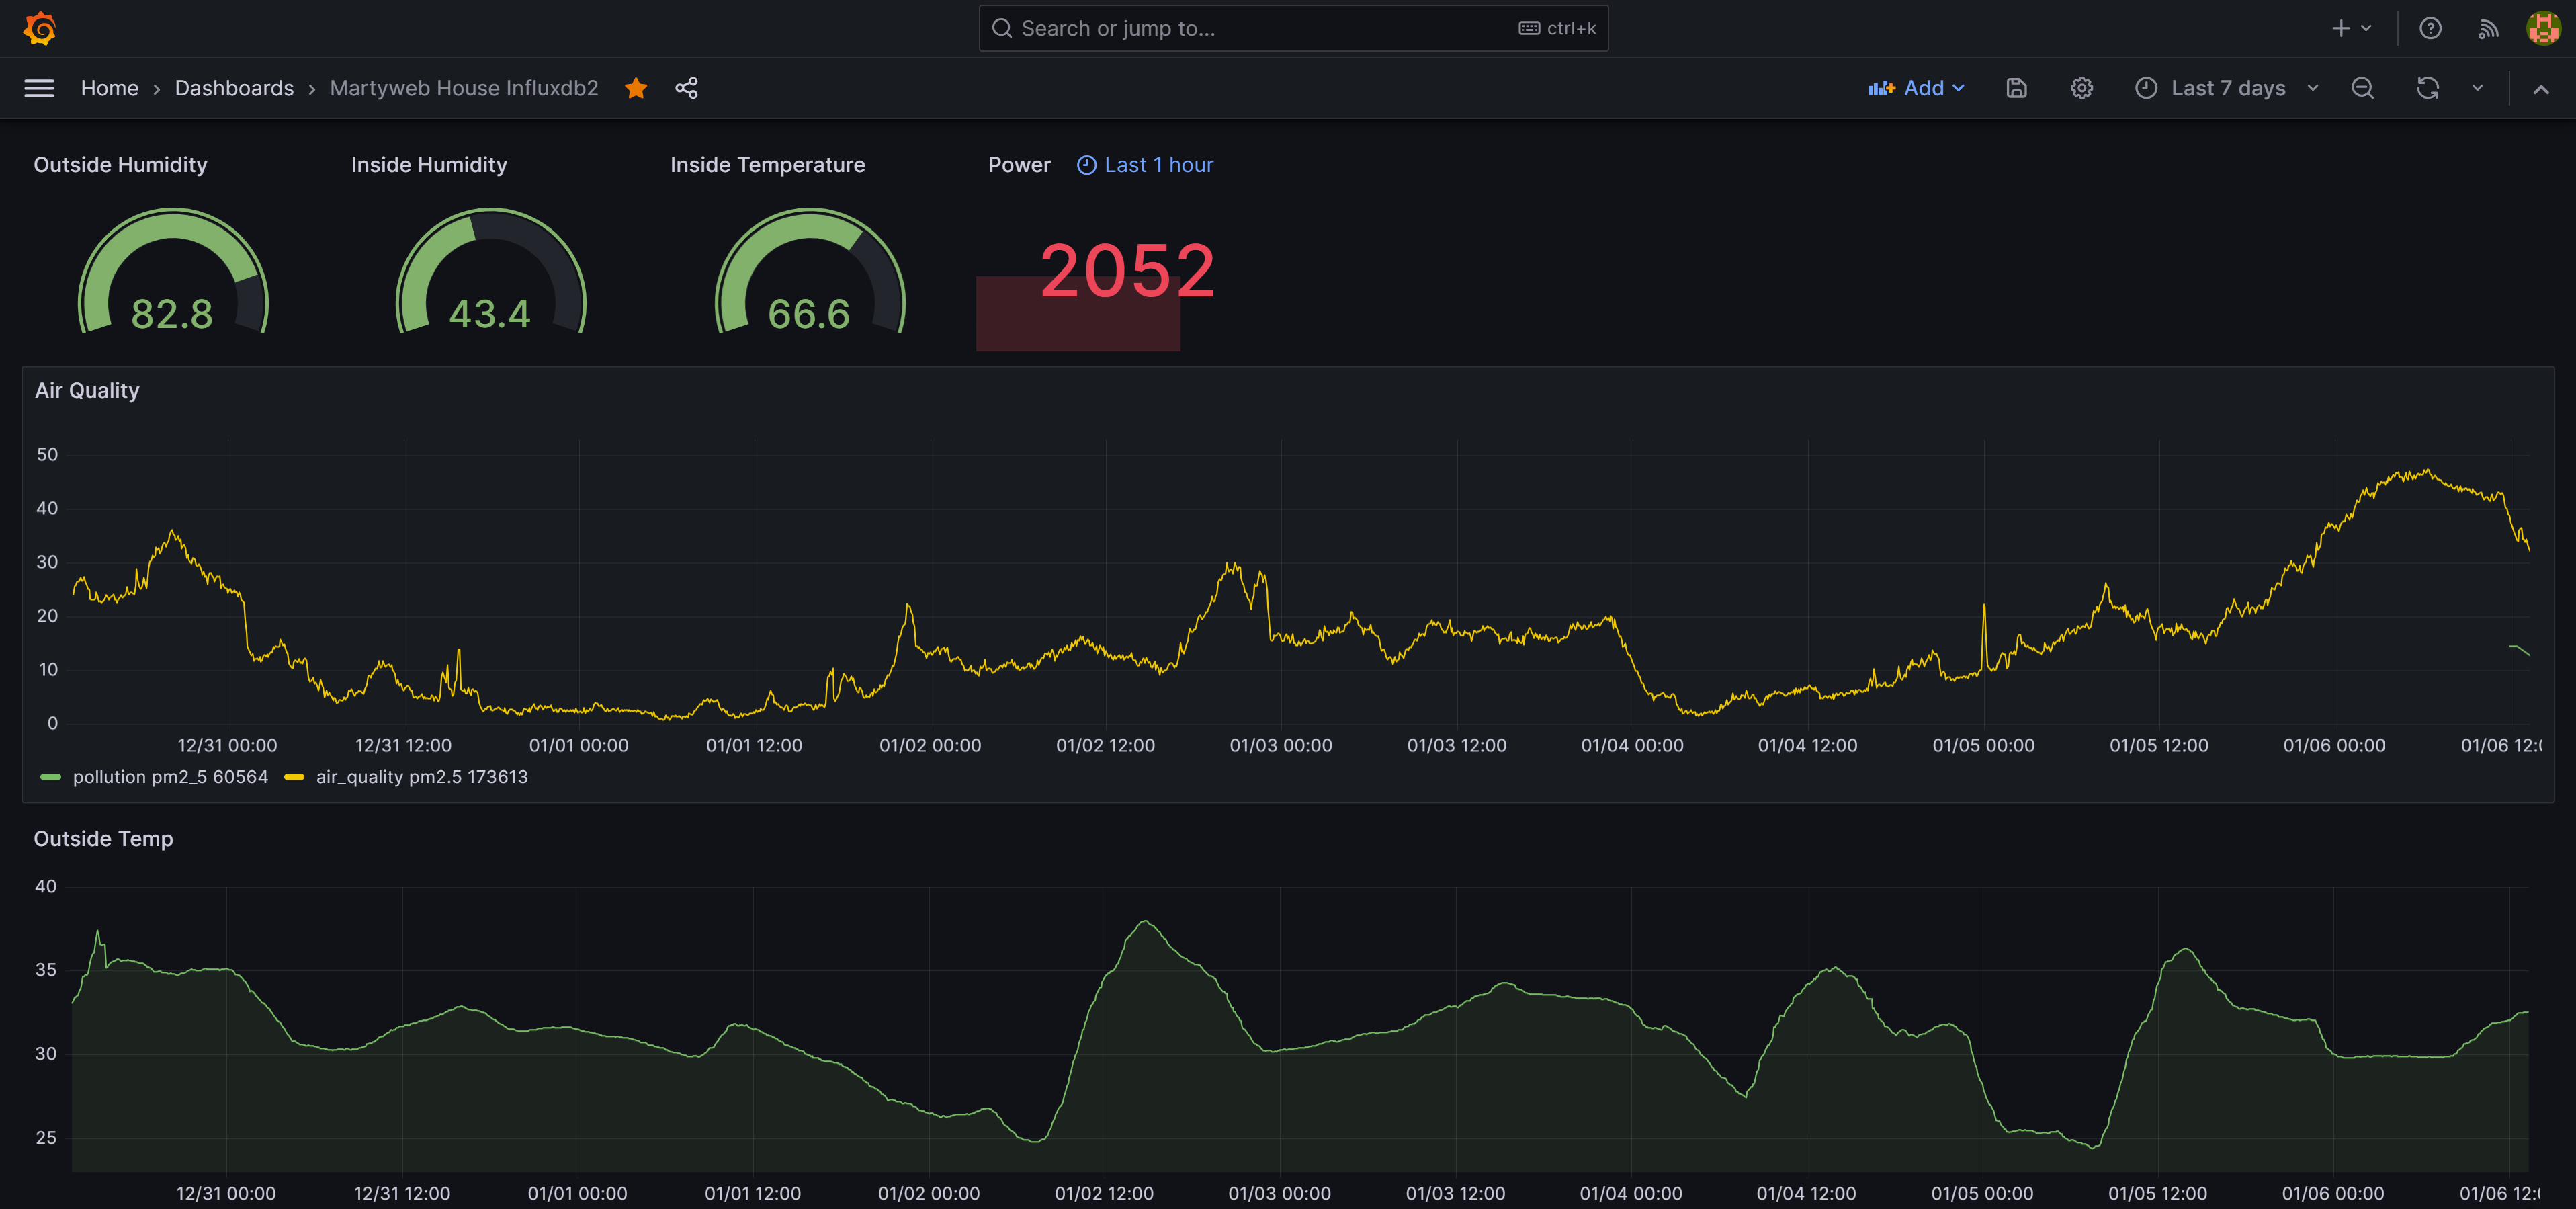 Search or jump to... ctrl+k
Home › Dashboards › Martyweb House Influxdb2 Add Last 7 days
Outside Humidity Inside Humidity Inside Temperature Power Last 1 hour
82.8 43.4 66.6 2052
Air Quality
50
40
30
20
10
0
12/31 00:00 12/31 12:00 01/01 00:00 01/01 12:00 01/02 00:00 01/02 12:00 01/03 00:00 01/03 12:00 01/04 00:00 01/04 12:00 01/05 00:00 01/05 12:00 01/06 00:00 01/06 12:
pollution pm2_5 60564 air_quality pm2.5 173613
Outside Temp
40
35
30
25
12/31 00:00 12/31 12:00 01/01 00:00 01/01 12:00 01/02 00:00 01/02 12:00 01/03 00:00 01/03 12:00 01/04 00:00 01/04 12:00 01/05 00:00 01/05 12:00 01/06 00:00 01/06 12: